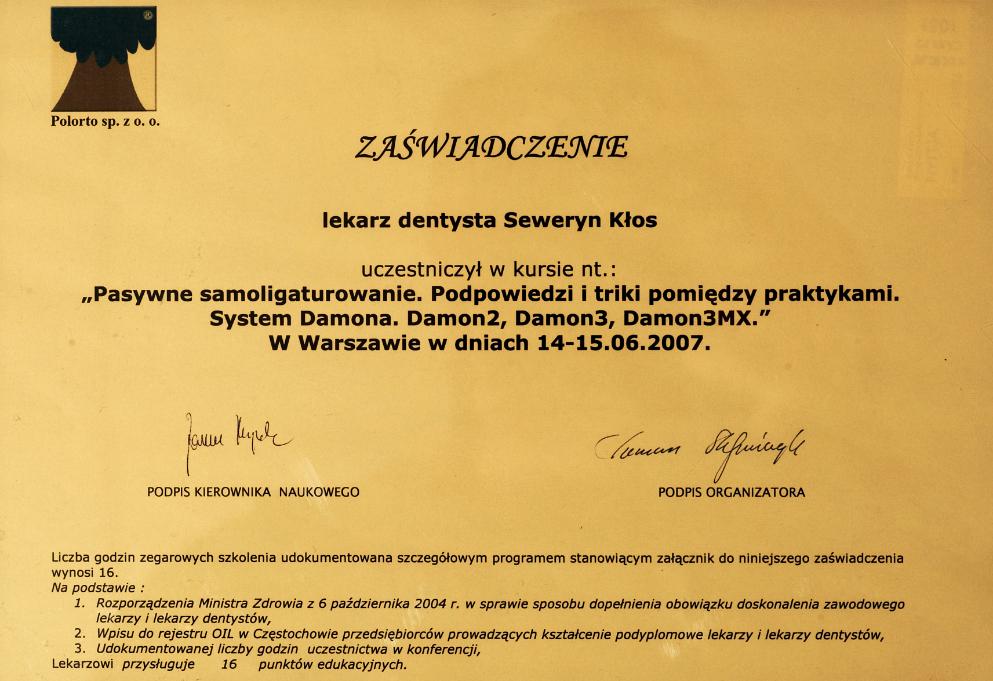 ®
Polorto sp. z o. o.
ZAŚWIADCZENIE
lekarz dentysta Seweryn Kłos
uczestniczył w kursie nt.:
„Pasywne samoligaturowanie. Podpowiedzi i triki pomiędzy praktykami.
System Damona. Damon2, Damon3, Damon3MX.”
W Warszawie w dniach 14-15.06.2007.
PODPIS KIEROWNIKA NAUKOWEGO
PODPIS ORGANIZATORA
Liczba godzin zegarowych szkolenia udokumentowana szczegółowym programem stanowiącym załącznik do niniejszego zaświadczenia
wynosi 16.
Na podstawie :
1. Rozporządzenia Ministra Zdrowia z 6 października 2004 r. w sprawie sposobu dopełnienia obowiązku doskonalenia zawodowego
lekarzy i lekarzy dentystów,
2. Wpisu do rejestru OIL w Częstochowie przedsiębiorców prowadzących kształcenie podyplomowe lekarzy i lekarzy dentystów,
3. Udokumentowanej liczby godzin uczestnictwa w konferencji,
Lekarzowi przysługuje 16 punktów edukacyjnych.